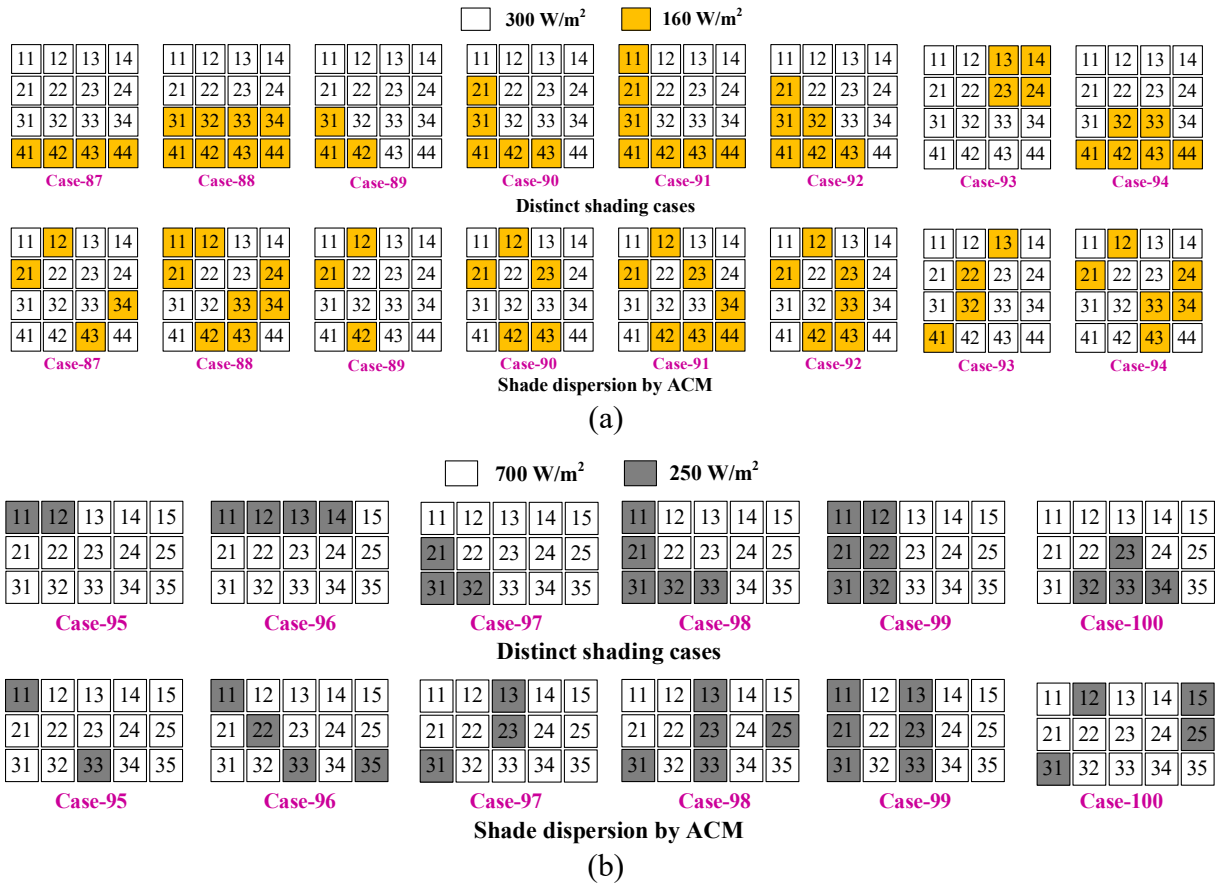 300 W/m² 160 W/m²
11 12 13 14 11 12 13 14 11 12 13 14 11 12 13 14 11 12 13 14 11 12 13 14 11 12 13 14 11 12 13 14
21 22 23 24 21 22 23 24 21 22 23 24 21 22 23 24 21 22 23 24 21 22 23 24 21 22 23 24 21 22 23 24
31 32 33 34 31 32 33 34 31 32 33 34 31 32 33 34 31 32 33 34 31 32 33 34 31 32 33 34 31 32 33 34
41 42 43 44 41 42 43 44 41 42 43 44 41 42 43 44 41 42 43 44 41 42 43 44 41 42 43 44 41 42 43 44
Case-87 Case-88 Case-89 Case-90 Case-91 Case-92 Case-93 Case-94
Distinct shading cases
11 12 13 14 11 12 13 14 11 12 13 14 11 12 13 14 11 12 13 14 11 12 13 14 11 12 13 14 11 12 13 14
21 22 23 24 21 22 23 24 21 22 23 24 21 22 23 24 21 22 23 24 21 22 23 24 21 22 23 24 21 22 23 24
31 32 33 34 31 32 33 34 31 32 33 34 31 32 33 34 31 32 33 34 31 32 33 34 31 32 33 34 31 32 33 34
41 42 43 44 41 42 43 44 41 42 43 44 41 42 43 44 41 42 43 44 41 42 43 44 41 42 43 44 41 42 43 44
Case-87 Case-88 Case-89 Case-90 Case-91 Case-92 Case-93 Case-94
Shade dispersion by ACM
(a)
700 W/m² 250 W/m²
11 12 13 14 15 11 12 13 14 15 11 12 13 14 15 11 12 13 14 15 11 12 13 14 15 11 12 13 14 15
21 22 23 24 25 21 22 23 24 25 21 22 23 24 25 21 22 23 24 25 21 22 23 24 25 21 22 23 24 25
31 32 33 34 35 31 32 33 34 35 31 32 33 34 35 31 32 33 34 35 31 32 33 34 35 31 32 33 34 35
Case-95 Case-96 Case-97 Case-98 Case-99 Case-100
Distinct shading cases
11 12 13 14 15 11 12 13 14 15 11 12 13 14 15 11 12 13 14 15 11 12 13 14 15 11 12 13 14 15
21 22 23 24 25 21 22 23 24 25 21 22 23 24 25 21 22 23 24 25 21 22 23 24 25 21 22 23 24 25
31 32 33 34 35 31 32 33 34 35 31 32 33 34 35 31 32 33 34 35 31 32 33 34 35 31 32 33 34 35
Case-95 Case-96 Case-97 Case-98 Case-99 Case-100
Shade dispersion by ACM
(b)